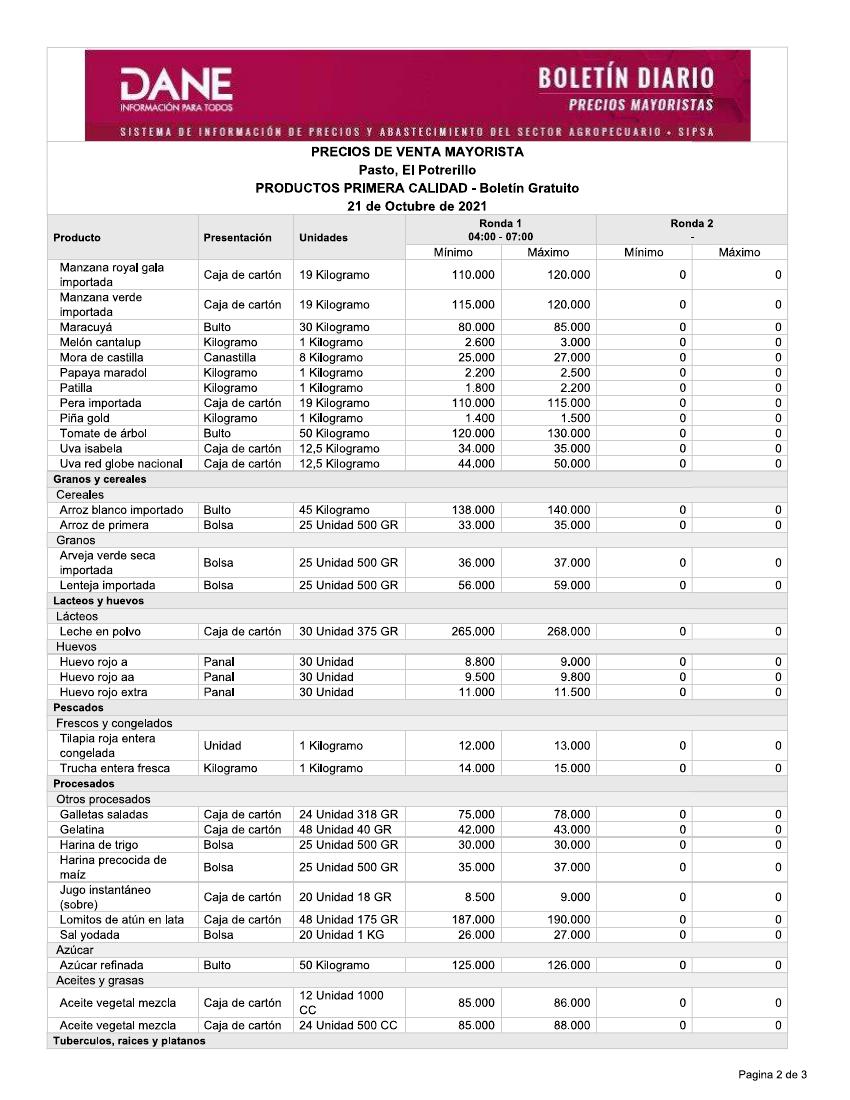 DANE
INFORMACIÓN PARA TODOS
BOLETÍN DIARIO
PRECIOS MAYORISTAS
SISTEMA DE INFORMACIÓN DE PRECIOS Y ABASTECIMIENTO DEL SECTOR AGROPECUARIO • SIPSA
PRECIOS DE VENTA MAYORISTA
Pasto, El Potrerillo
PRODUCTOS PRIMERA CALIDAD - Boletín Gratuito
21 de Octubre de 2021
Producto Presentación Unidades Ronda 1 04:00 - 07:00 Ronda 2 -
Mínimo Máximo Mínimo Máximo
Manzana royal gala importada Caja de cartón 19 Kilogramo 110.000 120.000 0 0
Manzana verde importada Caja de cartón 19 Kilogramo 115.000 120.000 0 0
Maracuyá Bulto 30 Kilogramo 80.000 85.000 0 0
Melón cantalup Kilogramo 1 Kilogramo 2.600 3.000 0 0
Mora de castilla Canastilla 8 Kilogramo 25.000 27.000 0 0
Papaya maradol Kilogramo 1 Kilogramo 2.200 2.500 0 0
Patilla Kilogramo 1 Kilogramo 1.800 2.200 0 0
Pera importada Caja de cartón 19 Kilogramo 110.000 115.000 0 0
Piña gold Kilogramo 1 Kilogramo 1.400 1.500 0 0
Tomate de árbol Bulto 50 Kilogramo 120.000 130.000 0 0
Uva isabela Caja de cartón 12,5 Kilogramo 34.000 35.000 0 0
Uva red globe nacional Caja de cartón 12,5 Kilogramo 44.000 50.000 0 0
Granos y cereales
Cereales
Arroz blanco importado Bulto 45 Kilogramo 138.000 140.000 0 0
Arroz de primera Bolsa 25 Unidad 500 GR 33.000 35.000 0 0
Granos
Arveja verde seca importada Bolsa 25 Unidad 500 GR 36.000 37.000 0 0
Lenteja importada Bolsa 25 Unidad 500 GR 56.000 59.000 0 0
Lacteos y huevos
Lácteos
Leche en polvo Caja de cartón 30 Unidad 375 GR 265.000 268.000 0 0
Huevos
Huevo rojo a Panal 30 Unidad 8.800 9.000 0 0
Huevo rojo aa Panal 30 Unidad 9.500 9.800 0 0
Huevo rojo extra Panal 30 Unidad 11.000 11.500 0 0
Pescados
Frescos y congelados
Tilapia roja entera congelada Unidad 1 Kilogramo 12.000 13.000 0 0
Trucha entera fresca Kilogramo 1 Kilogramo 14.000 15.000 0 0
Procesados
Otros procesados
Galletas saladas Caja de cartón 24 Unidad 318 GR 75.000 78.000 0 0
Gelatina Caja de cartón 48 Unidad 40 GR 42.000 43.000 0 0
Harina de trigo Bolsa 25 Unidad 500 GR 30.000 30.000 0 0
Harina precocida de maíz Bolsa 25 Unidad 500 GR 35.000 37.000 0 0
Jugo instantáneo (sobre) Caja de cartón 20 Unidad 18 GR 8.500 9.000 0 0
Lomitos de atún en lata Caja de cartón 48 Unidad 175 GR 187.000 190.000 0 0
Sal yodada Bolsa 20 Unidad 1 KG 26.000 27.000 0 0
Azúcar
Azúcar refinada Bulto 50 Kilogramo 125.000 126.000 0 0
Aceites y grasas
Aceite vegetal mezcla Caja de cartón 12 Unidad 1000 CC 85.000 86.000 0 0
Aceite vegetal mezcla Caja de cartón 24 Unidad 500 CC 85.000 88.000 0 0
Tuberculos, raices y platanos
Pagina 2 de 3